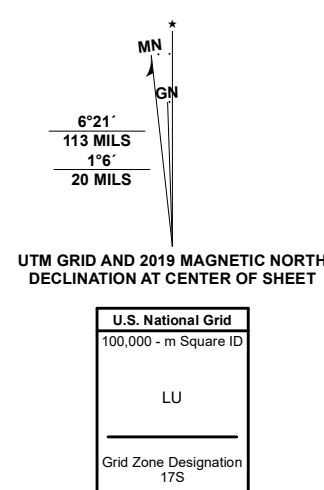 MN
GN
6°21´
113 MILS
1°6´
20 MILS
UTM GRID AND 2019 MAGNETIC NORTH
DECLINATION AT CENTER OF SHEET
U.S. National Grid
100,000 - m Square ID
LU
Grid Zone Designation
17S